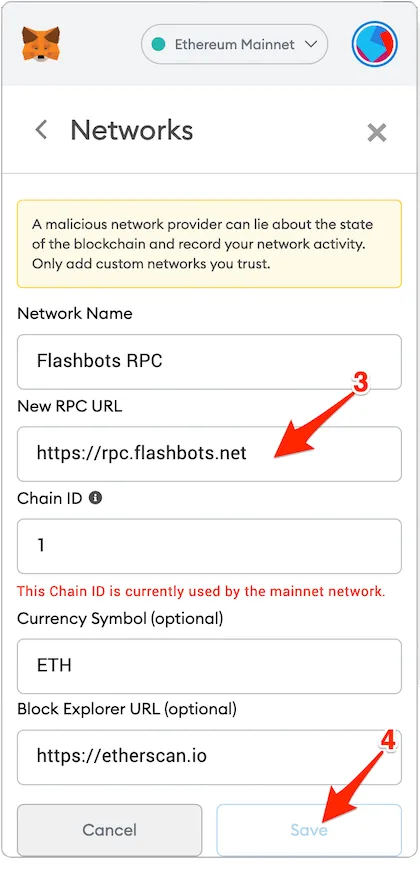 Ethereum Mainnet
Networks
A malicious network provider can lie about the state
of the blockchain and record your network activity.
Only add custom networks you trust.
Network Name
Flashbots RPC
3
New RPC URL
https://rpc.flashbots.net
Chain ID
1
This Chain ID is currently used by the mainnet network.
Currency Symbol (optional)
ETH
Block Explorer URL (optional)
4
https://etherscan.io
Cancel
Save